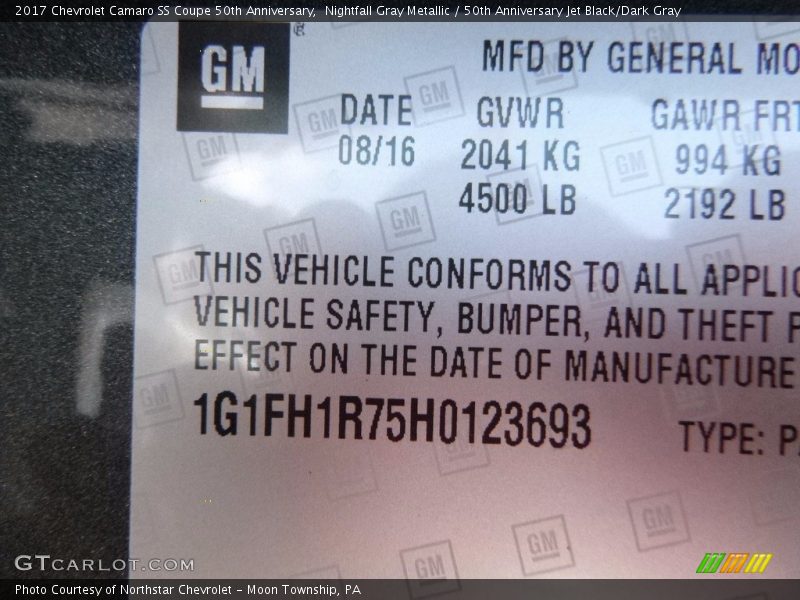 2017 Chevrolet Camaro SS Coupe 50th Anniversary, Nightfall Gray Metallic / 50th Anniversary Jet Black/Dark Gray
GM
MFD BY GENERAL MO
DATE GVWR GAWR FRT
08/16 2041 KG 994 KG
4500 LB 2192 LB
THIS VEHICLE CONFORMS TO ALL APPLIC
VEHICLE SAFETY, BUMPER, AND THEFT P
EFFECT ON THE DATE OF MANUFACTURE
1G1FH1R75H0123693 TYPE: PA
GTCARLOT.COM
Photo Courtesy of Northstar Chevrolet - Moon Township, PA